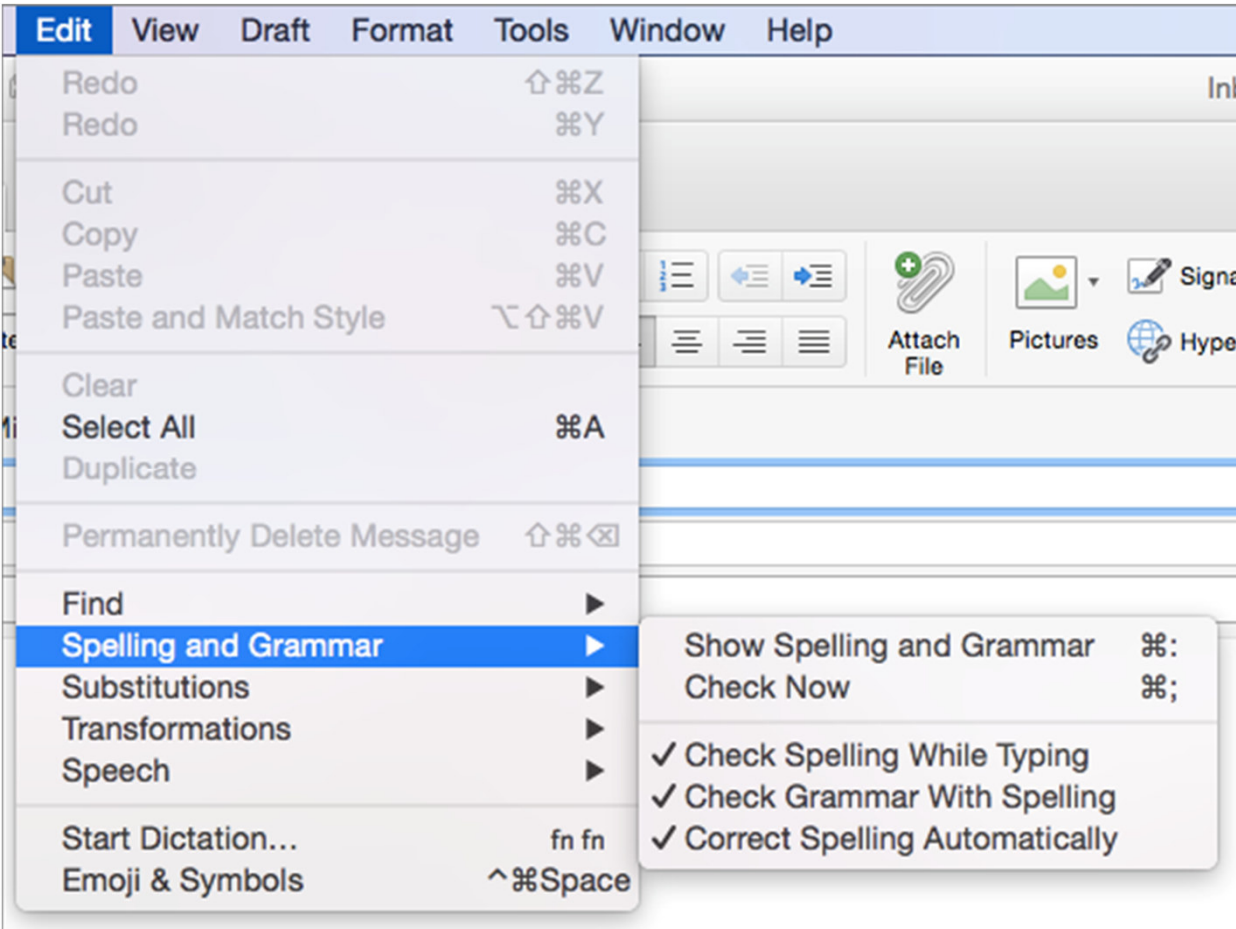 Edit View Draft Format Tools Window Help
Redo ⇧⌘Z
Redo ⌘Y
Cut ⌘X
Copy ⌘C
Paste ⌘V
Paste and Match Style ⌥⇧⌘V
Clear
Select All ⌘A
Duplicate
Permanently Delete Message ⇧⌘⌫
Find ▶
Spelling and Grammar ▶
Substitutions ▶
Transformations ▶
Speech ▶
Start Dictation... fn fn
Emoji & Symbols ^⌘Space
Show Spelling and Grammar ⌘:
Check Now ⌘;
✓ Check Spelling While Typing
✓ Check Grammar With Spelling
✓ Correct Spelling Automatically
Attach
File
Pictures